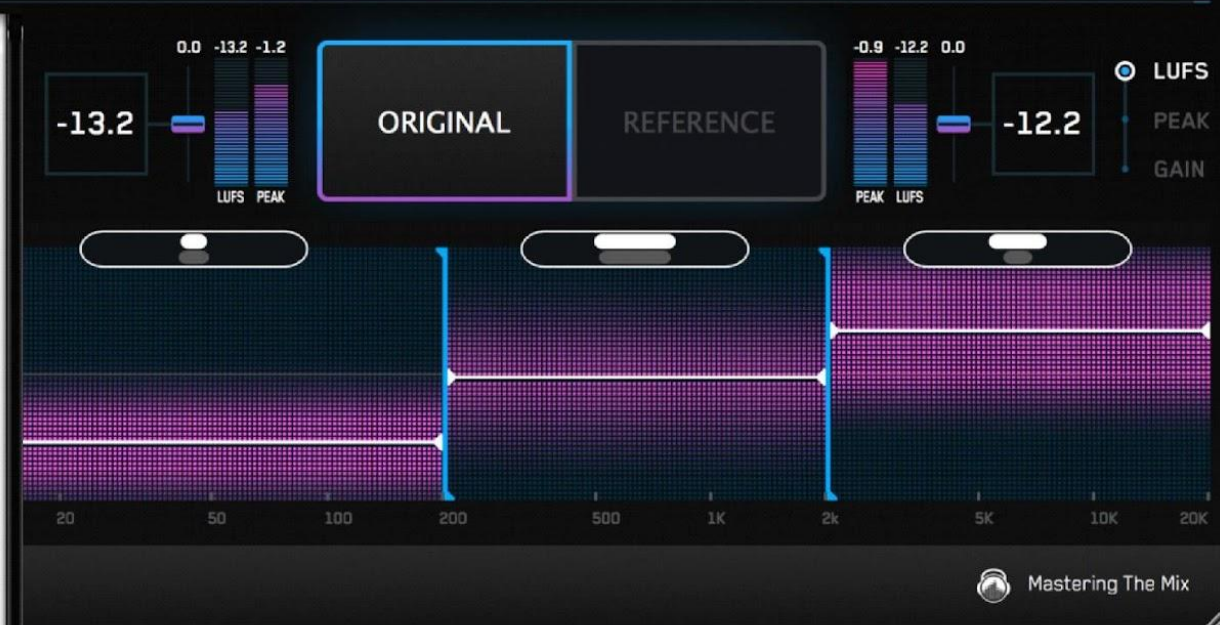 0.0 -13.2 -1.2
-0.9 -12.2 0.0
LUFS
-13.2
ORIGINAL
REFERENCE
-12.2
PEAK
GAIN
LUFS PEAK
PEAK LUFS
20 50 100 200 500 1K 2k 5K 10K 20K
Mastering The Mix